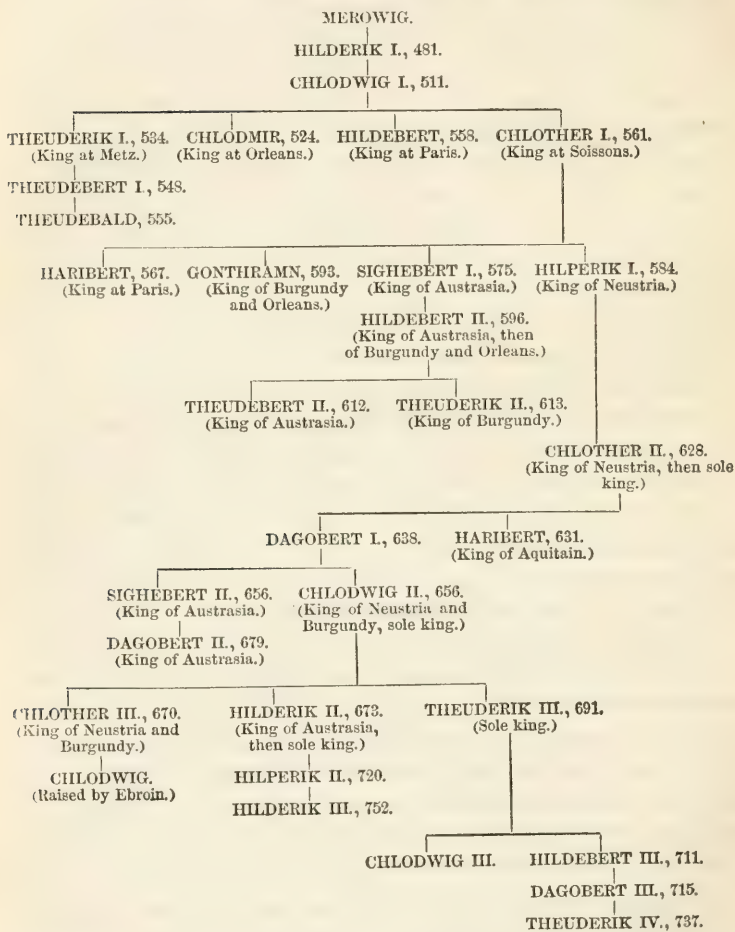 MEROWIG.
HILDERIK I., 481.
CHLODWIG I., 511.
THEUDERIK I., 534. CHLODMIR, 524. HILDEBERT, 558. CHLOTHER I., 561.
(King at Metz.) (King at Orleans.) (King at Paris.) (King at Soissons.)
THEUDEBERT I., 548.
THEUDEBALD, 555.
HARIBERT, 567. GONTHRAMN, 593. SIGHEBERT I., 575. HILPERIK I., 584.
(King at Paris.) (King of Burgundy (King of Austrasia.) (King of Neustria.)
and Orleans.)
HILDEBERT II., 596.
(King of Austrasia, then
of Burgundy and Orleans.)
THEUDEBERT II., 612. THEUDERIK II., 613.
(King of Austrasia.) (King of Burgundy.)
CHLOTHER II., 628.
(King of Neustria, then sole
king.)
DAGOBERT I., 638. HARIBERT, 631.
(King of Aquitain.)
SIGHEBERT II., 656. CHLODWIG II., 656.
(King of Austrasia.) (King of Neustria and
Burgundy, sole king.)
DAGOBERT II., 679.
(King of Austrasia.)
CHLOTHER III., 670. HILDERIK II., 673. THEUDERIK III., 691.
(King of Neustria and (King of Austrasia, (Sole king.)
Burgundy.) then sole king.)
CHLODWIG. HILPERIK II., 720.
(Raised by Ebroin.)
HILDERIK III., 752.
CHLODWIG III. HILDEBERT III., 711.
DAGOBERT III., 715.
THEUDERIK IV., 737.